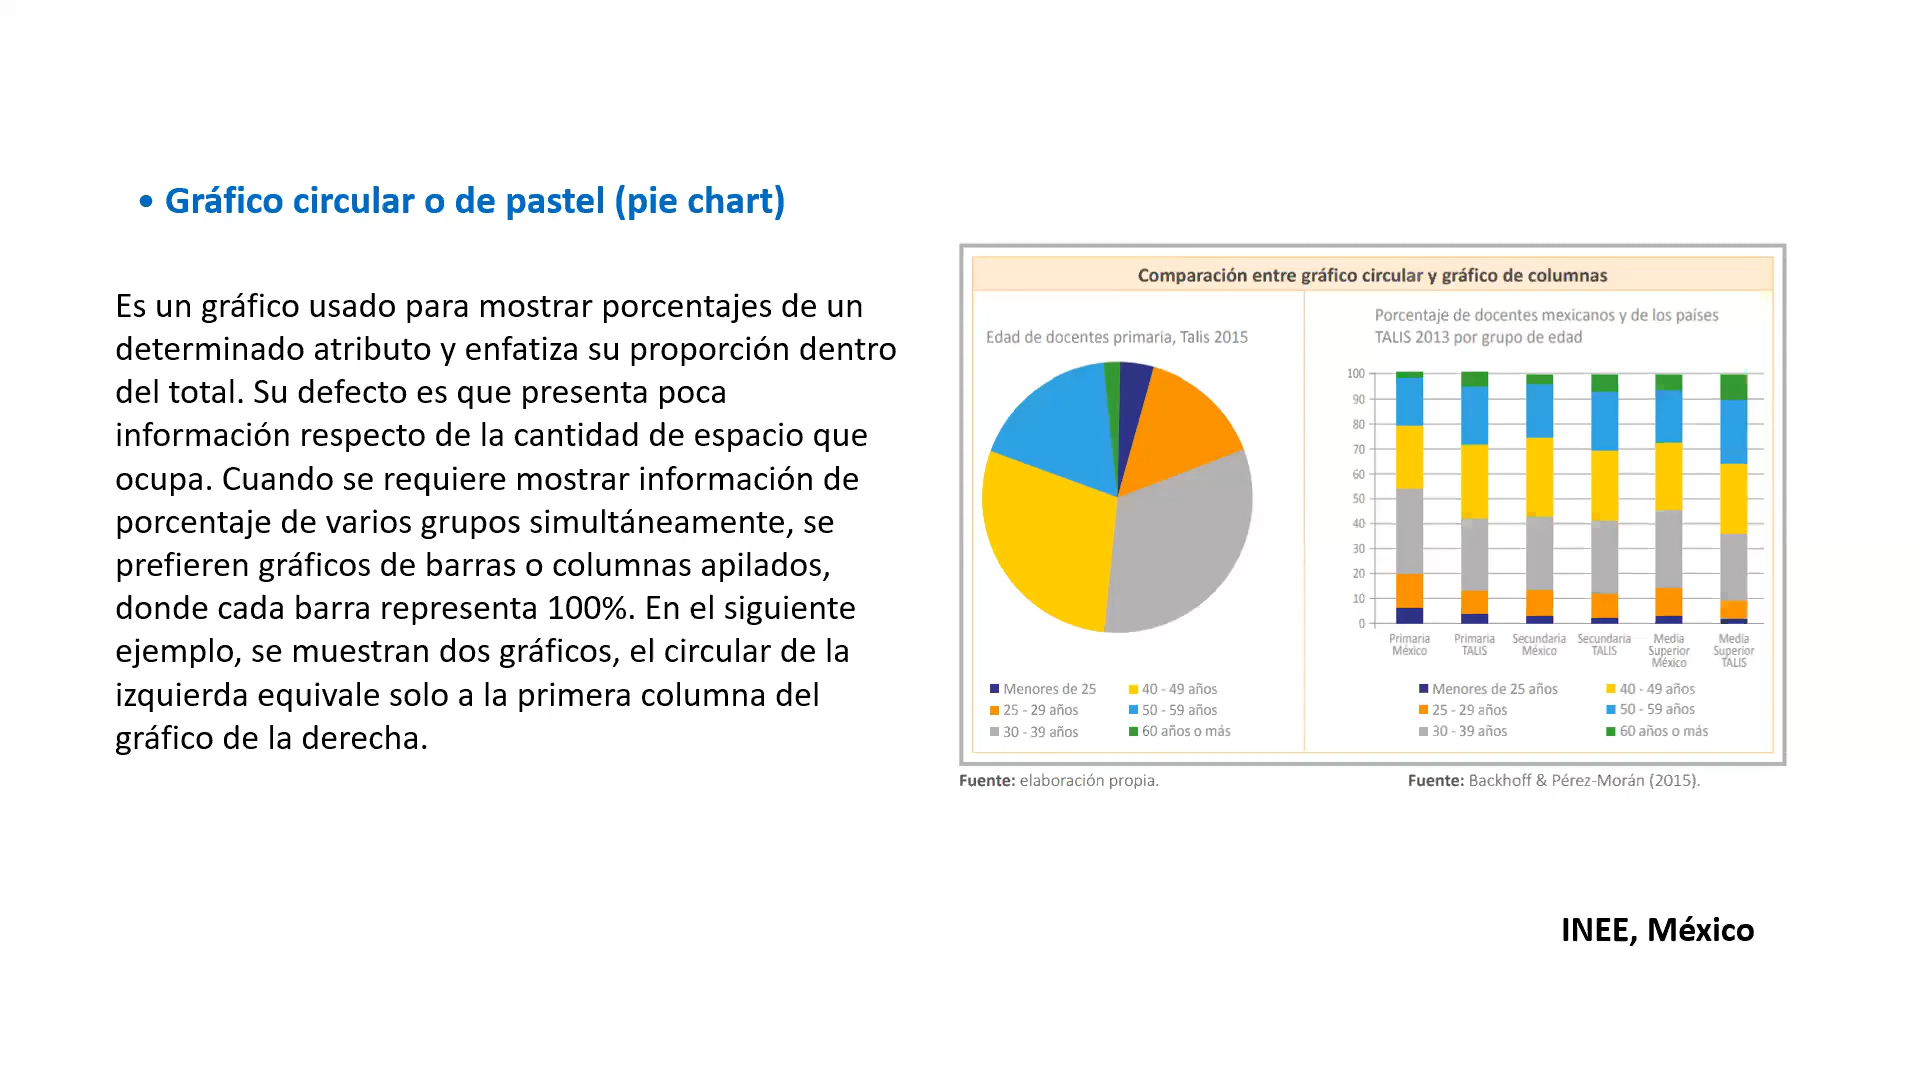 • Gráfico circular o de pastel (pie chart)
Es un gráfico usado para mostrar porcentajes de un
determinado atributo y enfatiza su proporción dentro
del total. Su defecto es que presenta poca
información respecto de la cantidad de espacio que
ocupa. Cuando se requiere mostrar información de
porcentaje de varios grupos simultáneamente, se
prefieren gráficos de barras o columnas apilados,
donde cada barra representa 100%. En el siguiente
ejemplo, se muestran dos gráficos, el circular de la
izquierda equivale solo a la primera columna del
gráfico de la derecha.
Comparación entre gráfico circular y gráfico de columnas
Edad de docentes primaria, Talis 2015
Menores de 25
40 - 49 años
25 - 29 años
50 - 59 años
30 - 39 años
60 años o más
Porcentaje de docentes mexicanos y de los países
TALIS 2013 por grupo de edad
100
90
80
70
60
50
40
30
20
10
0
Primaria
México
Primaria
TALIS
Secundaria
México
Secundaria
TALIS
Media
Superior
México
Media
Superior
TALIS
Menores de 25 años
40 - 49 años
25 - 29 años
50 - 59 años
30 - 39 años
60 años o más
Fuente: elaboración propia.
Fuente: Backhoff & Pérez-Morán (2015).
INEE, México